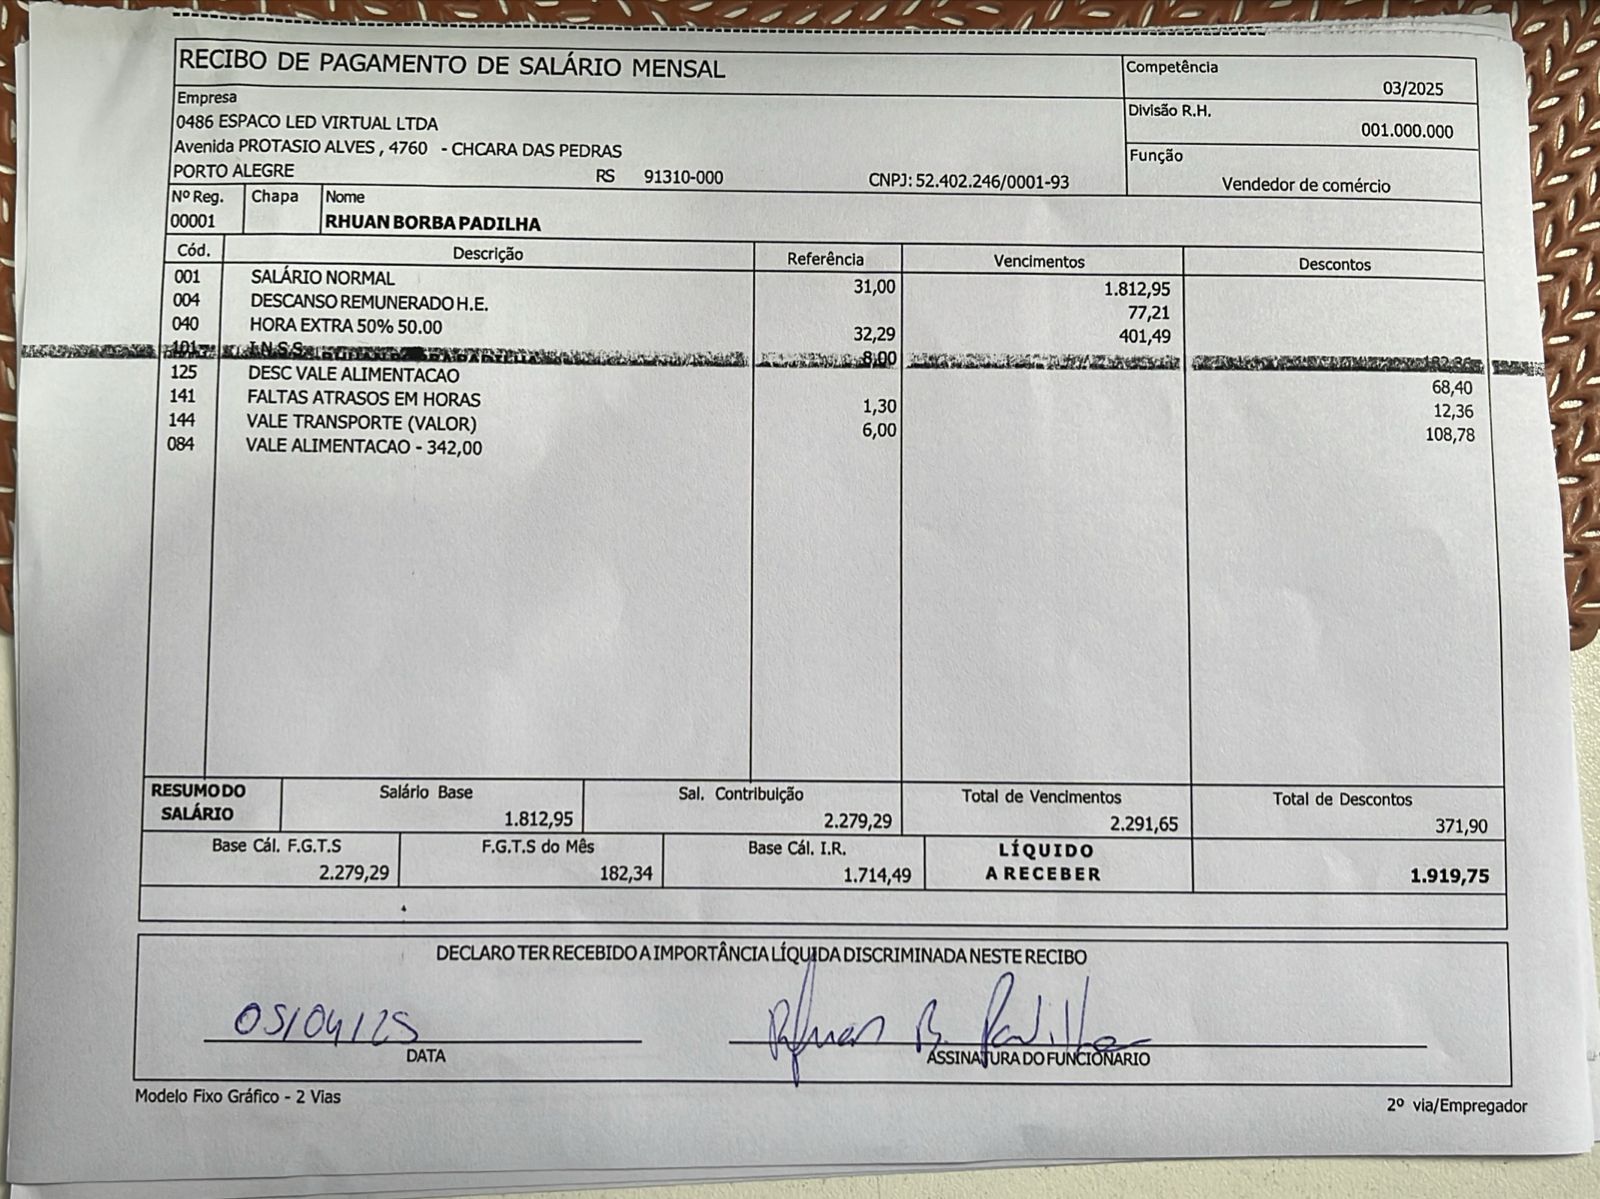 RECIBO DE PAGAMENTO DE SALÁRIO MENSAL
Competência
03/2025
Empresa
0486 ESPACO LED VIRTUAL LTDA
Divisão R.H.
001.000.000
Avenida PROTASIO ALVES , 4760 - CHCARA DAS PEDRAS
PORTO ALEGRE RS 91310-000 CNPJ: 52.402.246/0001-93
Função
Vendedor de comércio
Nº Reg. Chapa Nome
00001 RHUAN BORBA PADILHA
Cód. Descrição Referência Vencimentos Descontos
001 SALÁRIO NORMAL 31,00 1.812,95
004 DESCANSO REMUNERADO H.E. 77,21
040 HORA EXTRA 50% 50.00 32,29 401,49
101 I.N.S.S. 8,00
125 DESC VALE ALIMENTACAO 68,40
141 FALTAS ATRASOS EM HORAS 1,30 12,36
144 VALE TRANSPORTE (VALOR) 6,00 108,78
084 VALE ALIMENTACAO - 342,00
RESUMO DO SALÁRIO
Salário Base Sal. Contribuição Total de Vencimentos Total de Descontos
1.812,95 2.279,29 2.291,65 371,90
Base Cál. F.G.T.S F.G.T.S do Mês Base Cál. I.R. LÍQUIDO A RECEBER
2.279,29 182,34 1.714,49 1.919,75
DECLARO TER RECEBIDO A IMPORTÂNCIA LÍQUIDA DISCRIMINADA NESTE RECIBO
05/04/25 Rhuan B. Padilha
DATA ASSINATURA DO FUNCIONÁRIO
Modelo Fixo Gráfico - 2 Vias 2º via/Empregador